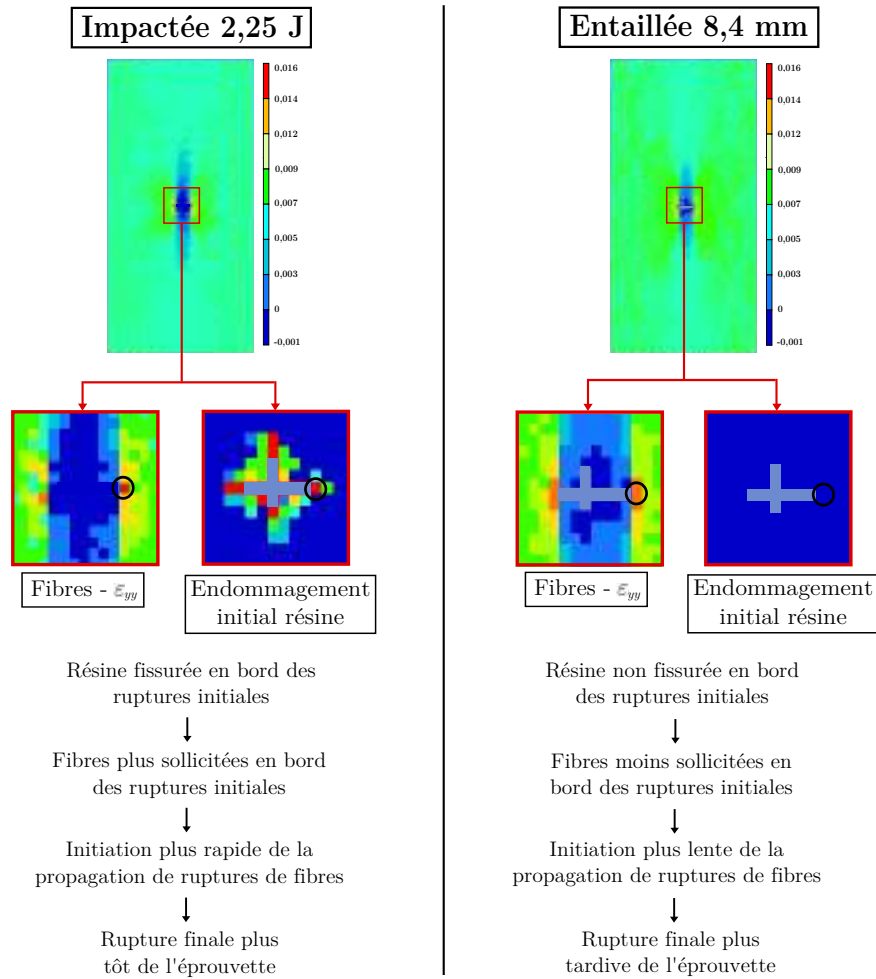 Impactée 2,25 J
0,016
0,014
0,012
0,009
0,007
0,005
0,003
0
-0,001
Fibres - ε_yy
Endommagement
initial résine
Résine fissurée en bord des
ruptures initiales
Fibres plus sollicitées en bord
des ruptures initiales
Initiation plus rapide de la
propagation de ruptures de fibres
Rupture finale plus
tôt de l'éprouvette
Entaillée 8,4 mm
0,016
0,014
0,012
0,009
0,007
0,005
0,003
0
-0,001
Fibres - ε_yy
Endommagement
initial résine
Résine non fissurée en bord
des ruptures initiales
Fibres moins sollicitées en
bord des ruptures initiales
Initiation plus lente de la
propagation de ruptures de fibres
Rupture finale plus
tardive de l'éprouvette